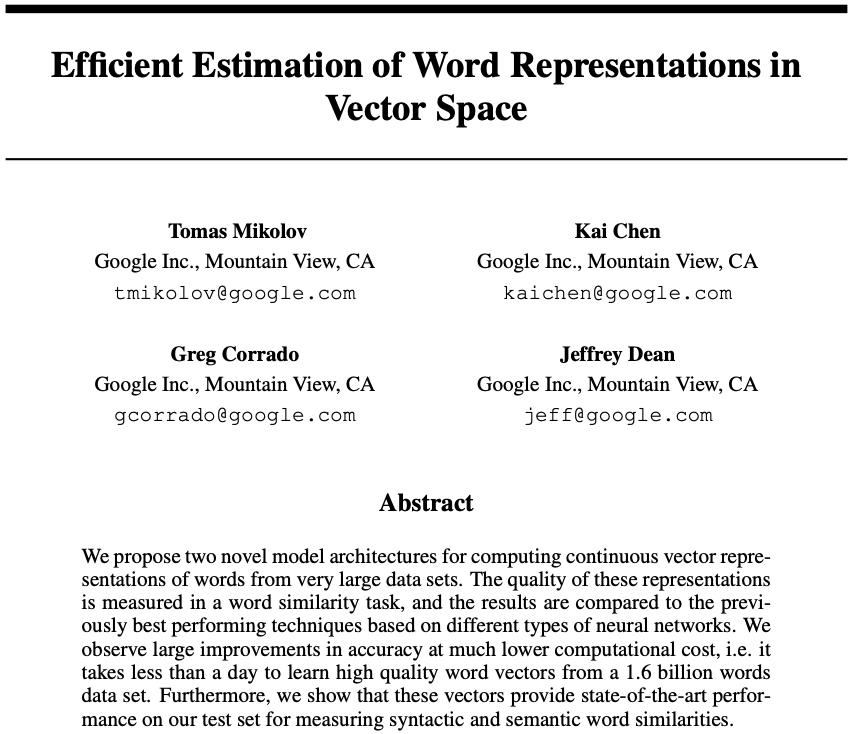 Efficient Estimation of Word Representations in
Vector Space
Tomas Mikolov
Google Inc., Mountain View, CA
tmikolov@google.com
Kai Chen
Google Inc., Mountain View, CA
kaichen@google.com
Greg Corrado
Google Inc., Mountain View, CA
gcorrado@google.com
Jeffrey Dean
Google Inc., Mountain View, CA
jeff@google.com
Abstract
We propose two novel model architectures for computing continuous vector repre-
sentations of words from very large data sets. The quality of these representations
is measured in a word similarity task, and the results are compared to the previ-
ously best performing techniques based on different types of neural networks. We
observe large improvements in accuracy at much lower computational cost, i.e. it
takes less than a day to learn high quality word vectors from a 1.6 billion words
data set. Furthermore, we show that these vectors provide state-of-the-art perfor-
mance on our test set for measuring syntactic and semantic word similarities.